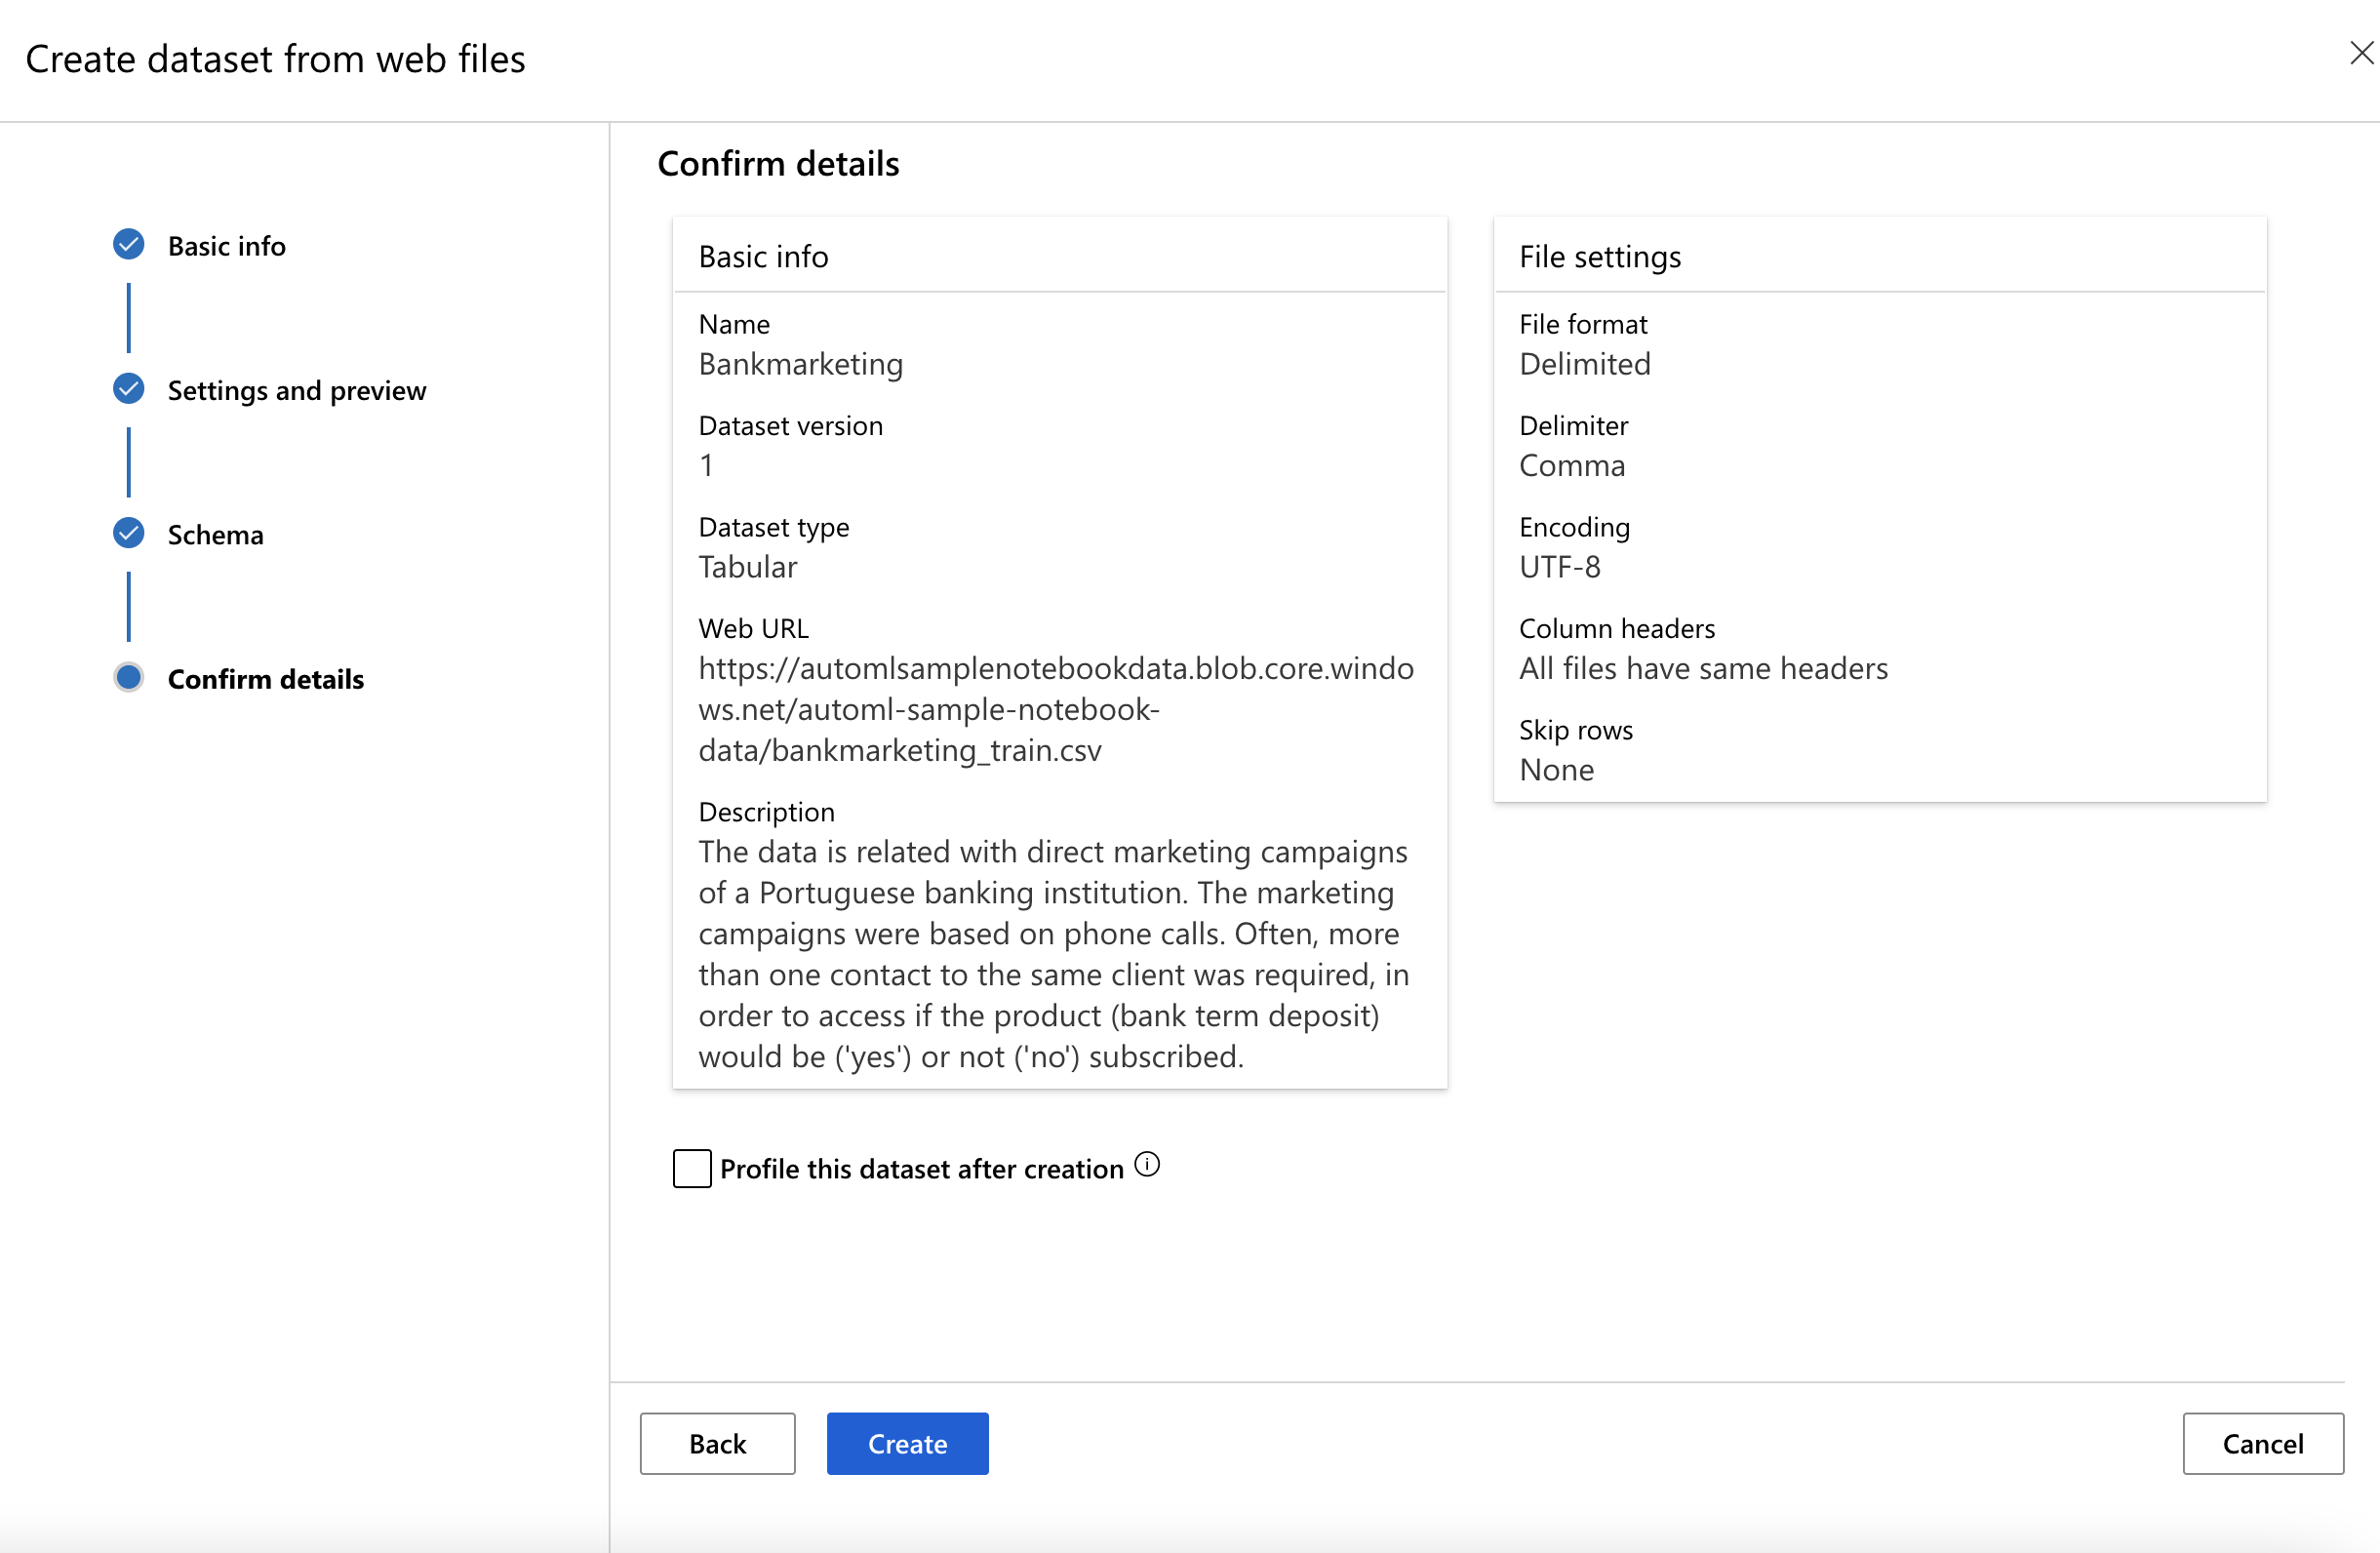 Create dataset from web files
Basic info
Settings and preview
Schema
Confirm details
Confirm details
Basic info
Name
Bankmarketing
Dataset version
1
Dataset type
Tabular
Web URL
https://automlsamplenotebookdata.blob.core.windo
ws.net/automl-sample-notebook-
data/bankmarketing_train.csv
Description
The data is related with direct marketing campaigns
of a Portuguese banking institution. The marketing
campaigns were based on phone calls. Often, more
than one contact to the same client was required, in
order to access if the product (bank term deposit)
would be ('yes') or not ('no') subscribed.
File settings
File format
Delimited
Delimiter
Comma
Encoding
UTF-8
Column headers
All files have same headers
Skip rows
None
Profile this dataset after creation
Back
Create
Cancel